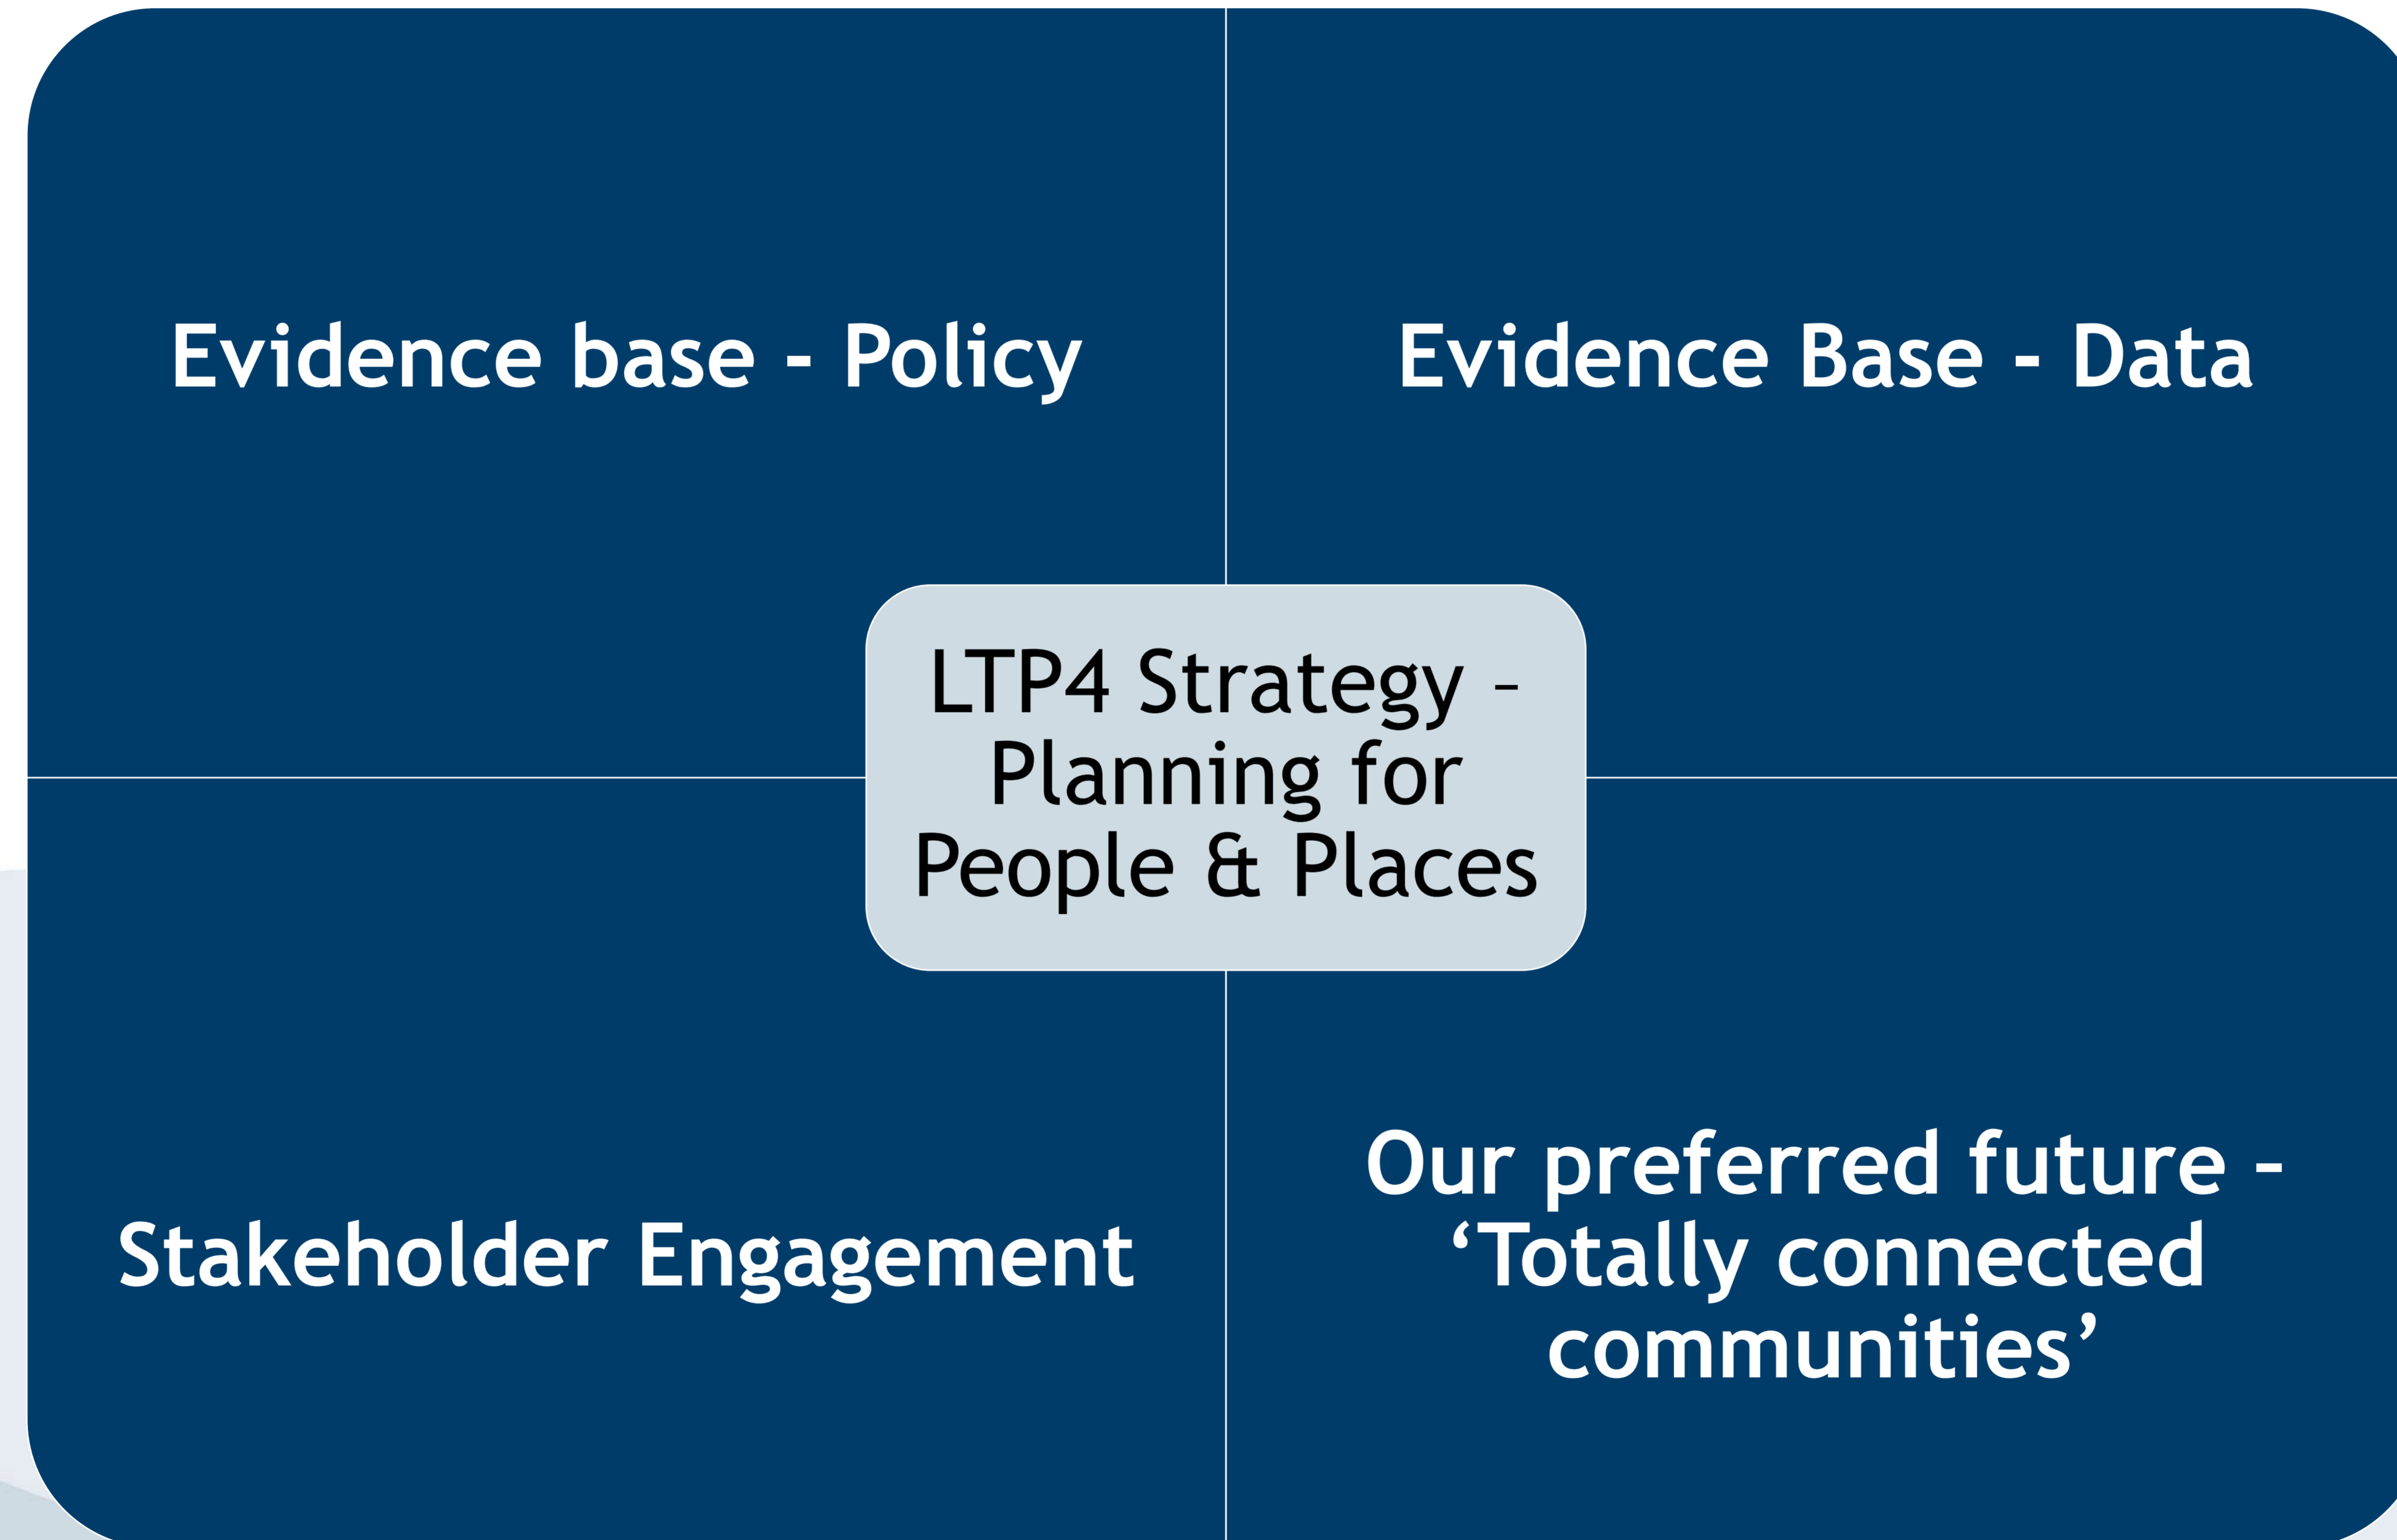 Evidence base - Policy
Evidence Base - Data
LTP4 Strategy –
Planning for
People & Places
Stakeholder Engagement
Our preferred future -
‘Totally connected
communities’